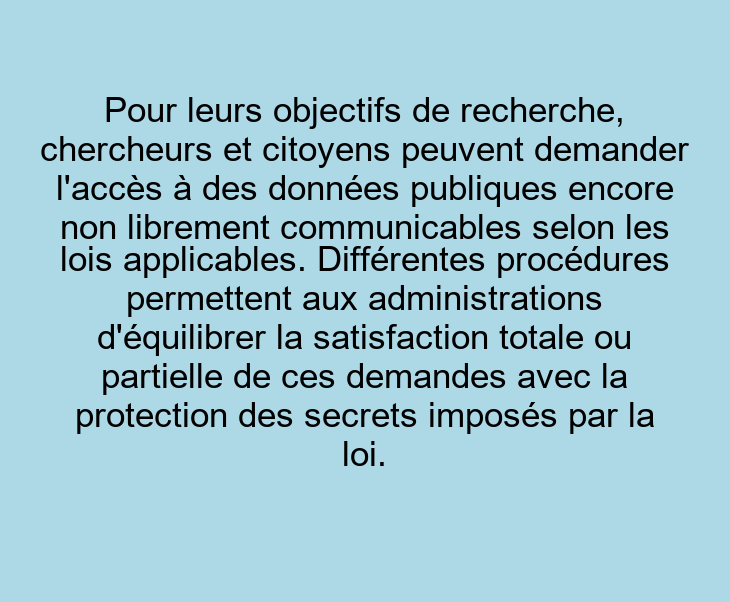 Pour leurs objectifs de recherche,
chercheurs et citoyens peuvent demander
l'accès à des données publiques encore
non librement communicables selon les
lois applicables. Différentes procédures
permettent aux administrations
d'équilibrer la satisfaction totale ou
partielle de ces demandes avec la
protection des secrets imposés par la
loi.